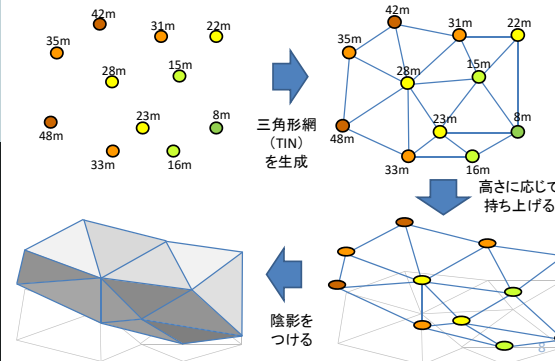 42m
31m
22m
35m
28m
15m
48m
23m
8m
33m
16m
三角形網
(TIN)
を生成
42m
31m
22m
35m
28m
15m
48m
23m
8m
33m
16m
高さに応じて
持ち上げる
陰影を
つける
8